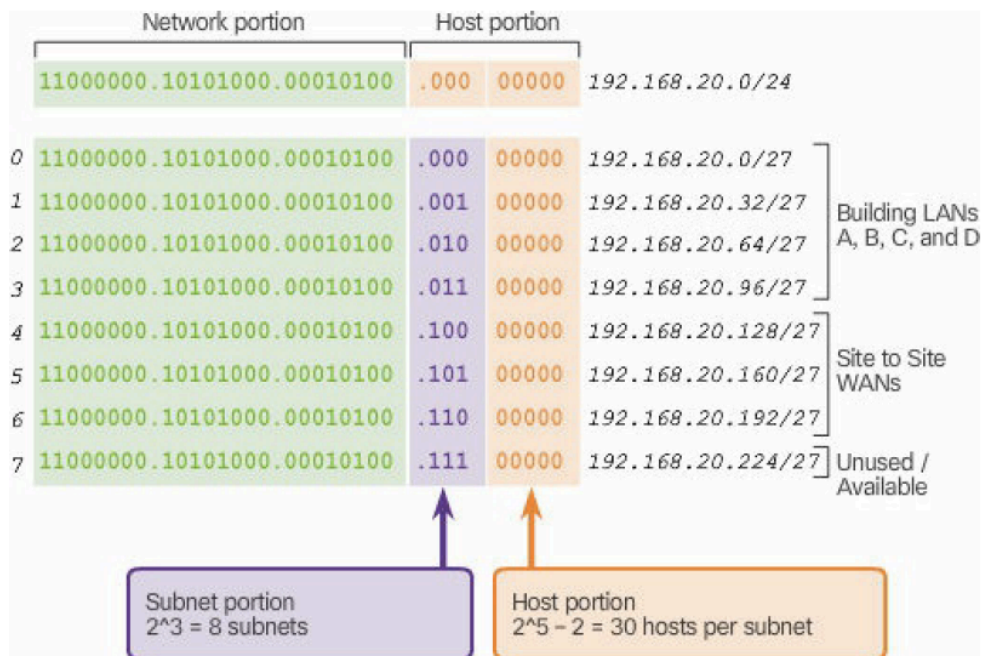 Network portion Host portion
11000000.10101000.00010100 .000 00000 192.168.20.0/24
0 11000000.10101000.00010100 .000 00000 192.168.20.0/27
1 11000000.10101000.00010100 .001 00000 192.168.20.32/27
2 11000000.10101000.00010100 .010 00000 192.168.20.64/27
3 11000000.10101000.00010100 .011 00000 192.168.20.96/27
Building LANs
A, B, C, and D
4 11000000.10101000.00010100 .100 00000 192.168.20.128/27
5 11000000.10101000.00010100 .101 00000 192.168.20.160/27
6 11000000.10101000.00010100 .110 00000 192.168.20.192/27
Site to Site
WANs
7 11000000.10101000.00010100 .111 00000 192.168.20.224/27
Unused /
Available
Subnet portion
2^3 = 8 subnets
Host portion
2^5 – 2 = 30 hosts per subnet